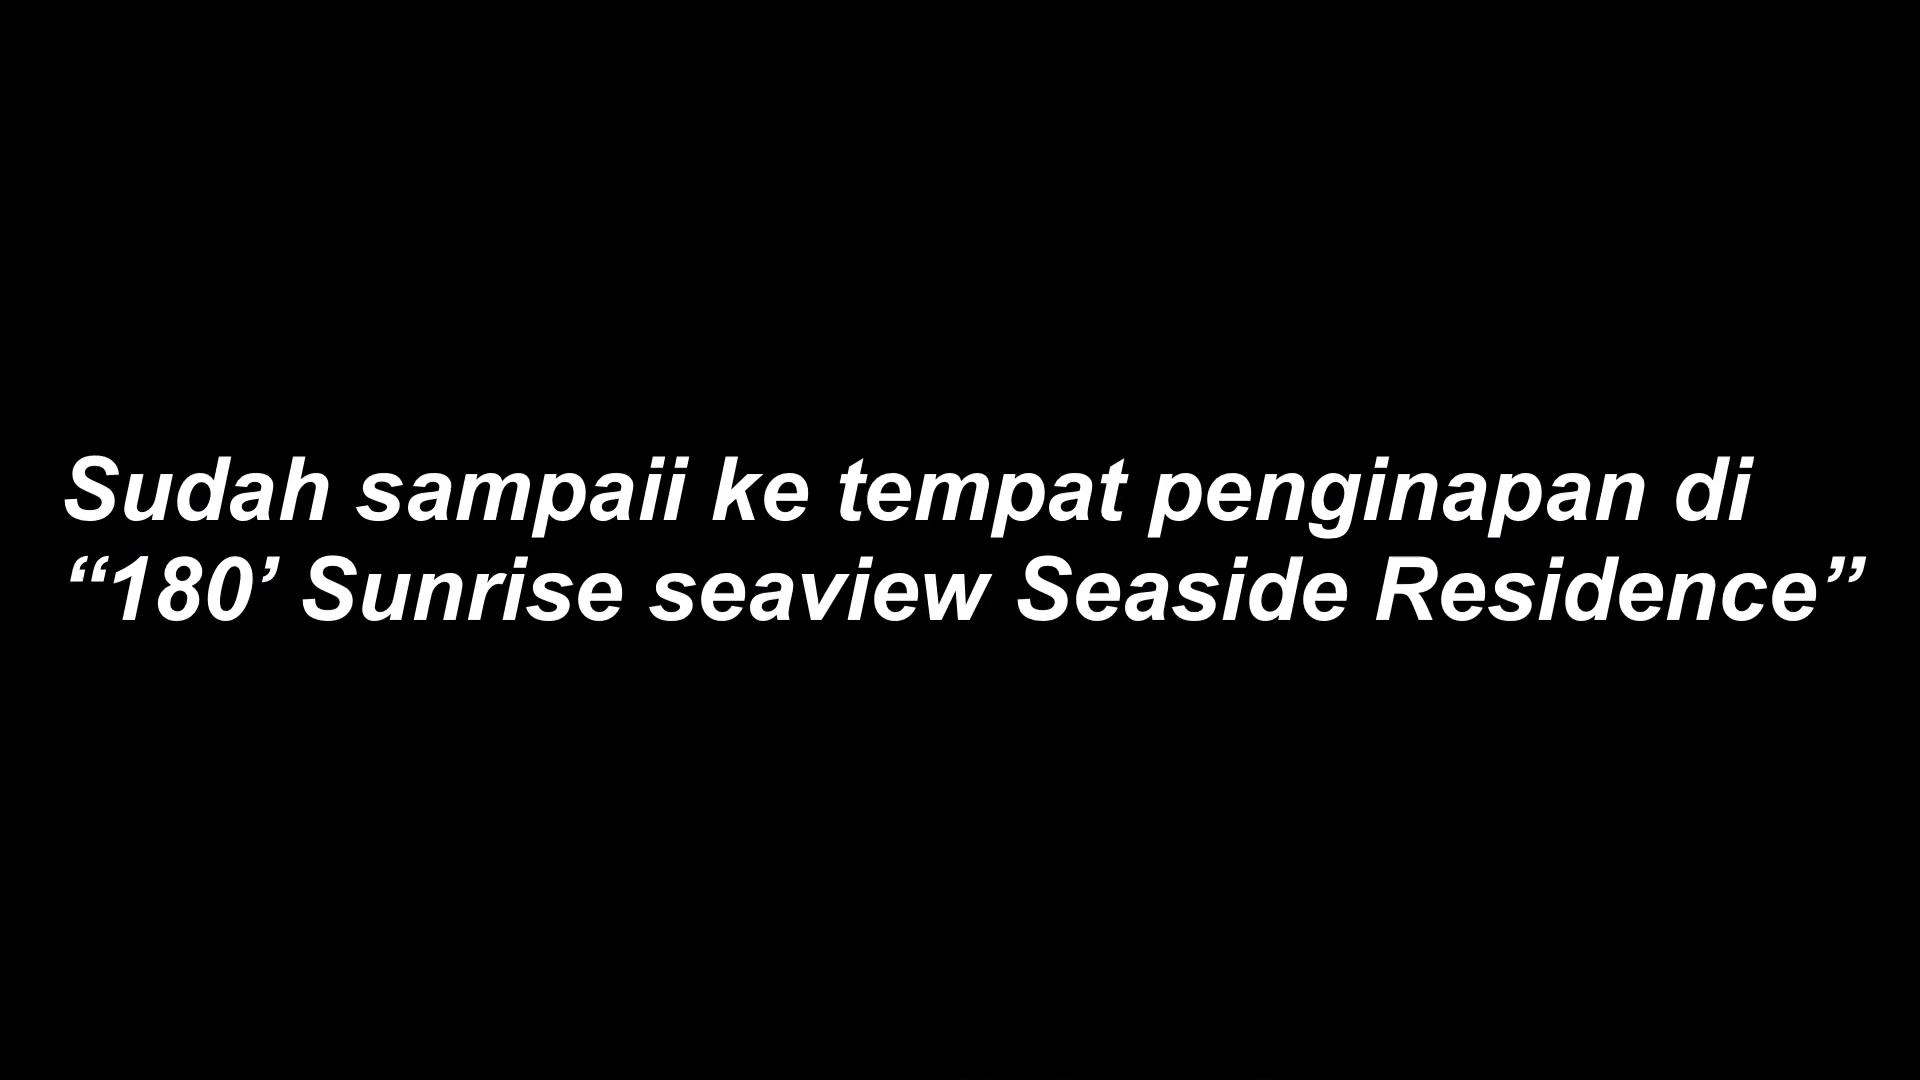 Sudah sampaii ke tempat penginapan di
“180’ Sunrise seaview Seaside Residence”